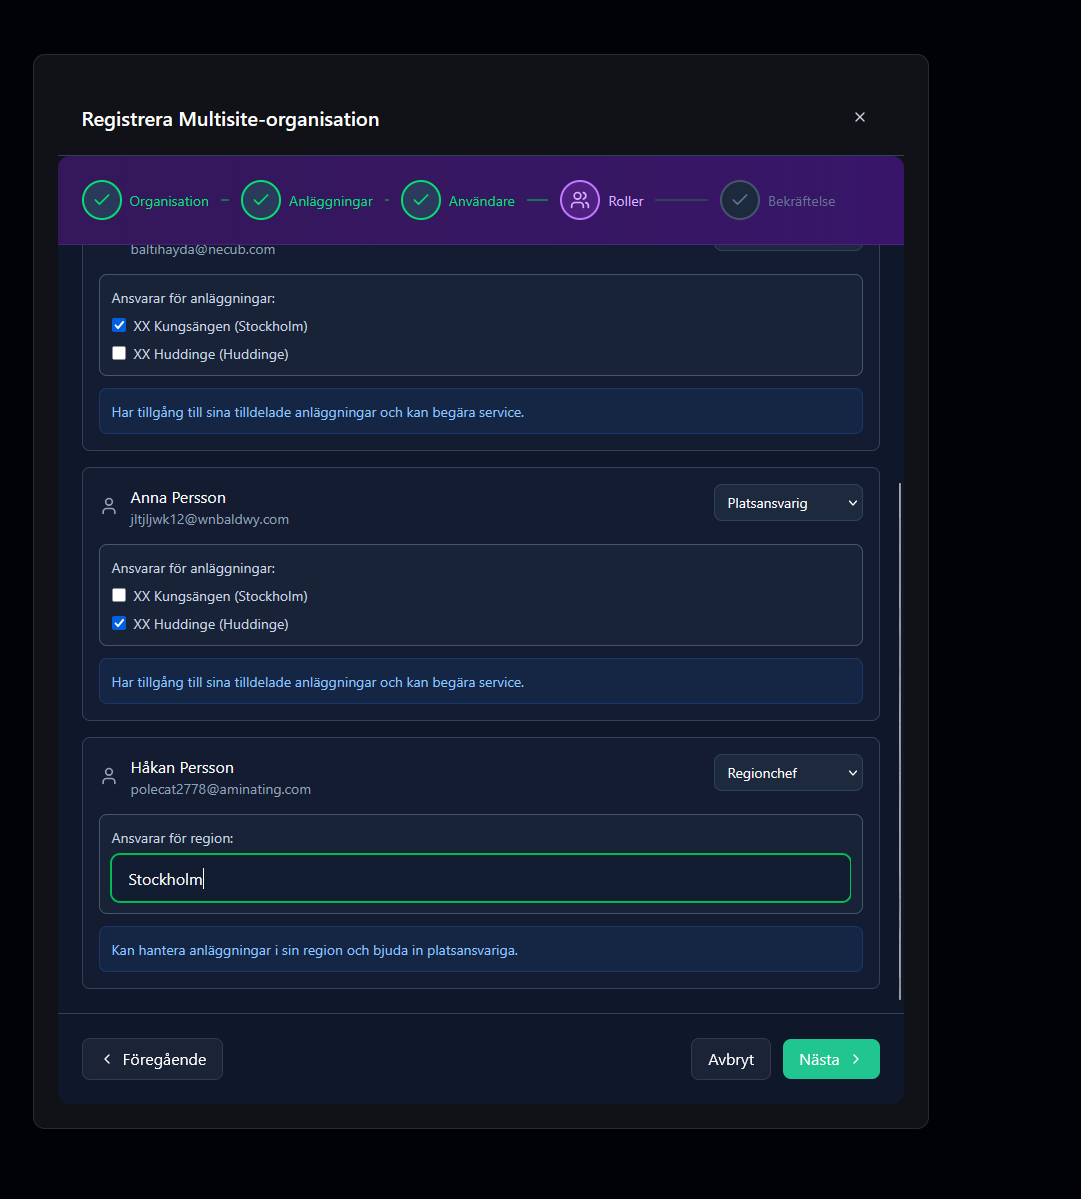 Registrera Multisite-organisation
Organisation
Anläggningar
Användare
Roller
Bekräftelse
baltihayda@necub.com
Ansvarar för anläggningar:
XX Kungsängen (Stockholm)
XX Huddinge (Huddinge)
Har tillgång till sina tilldelade anläggningar och kan begära service.
Anna Persson
Platsansvarig
jltjljwk12@wnbaldwy.com
Ansvarar för anläggningar:
XX Kungsängen (Stockholm)
XX Huddinge (Huddinge)
Har tillgång till sina tilldelade anläggningar och kan begära service.
Håkan Persson
Regionchef
polecat2778@aminating.com
Ansvarar för region:
Stockholm
Kan hantera anläggningar i sin region och bjuda in platsansvariga.
Föregående
Avbryt
Nästa